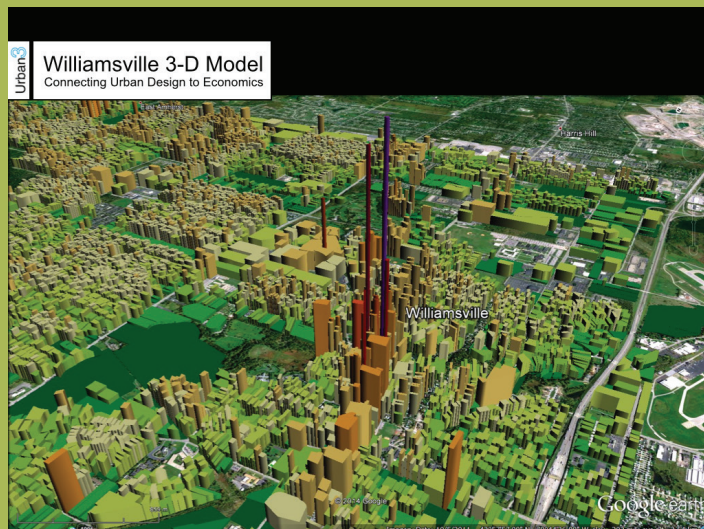 Urban3
Williamsville 3-D Model
Connecting Urban Design to Economics
Harris Hill
Williamsville
© 2014 Google
Google earth